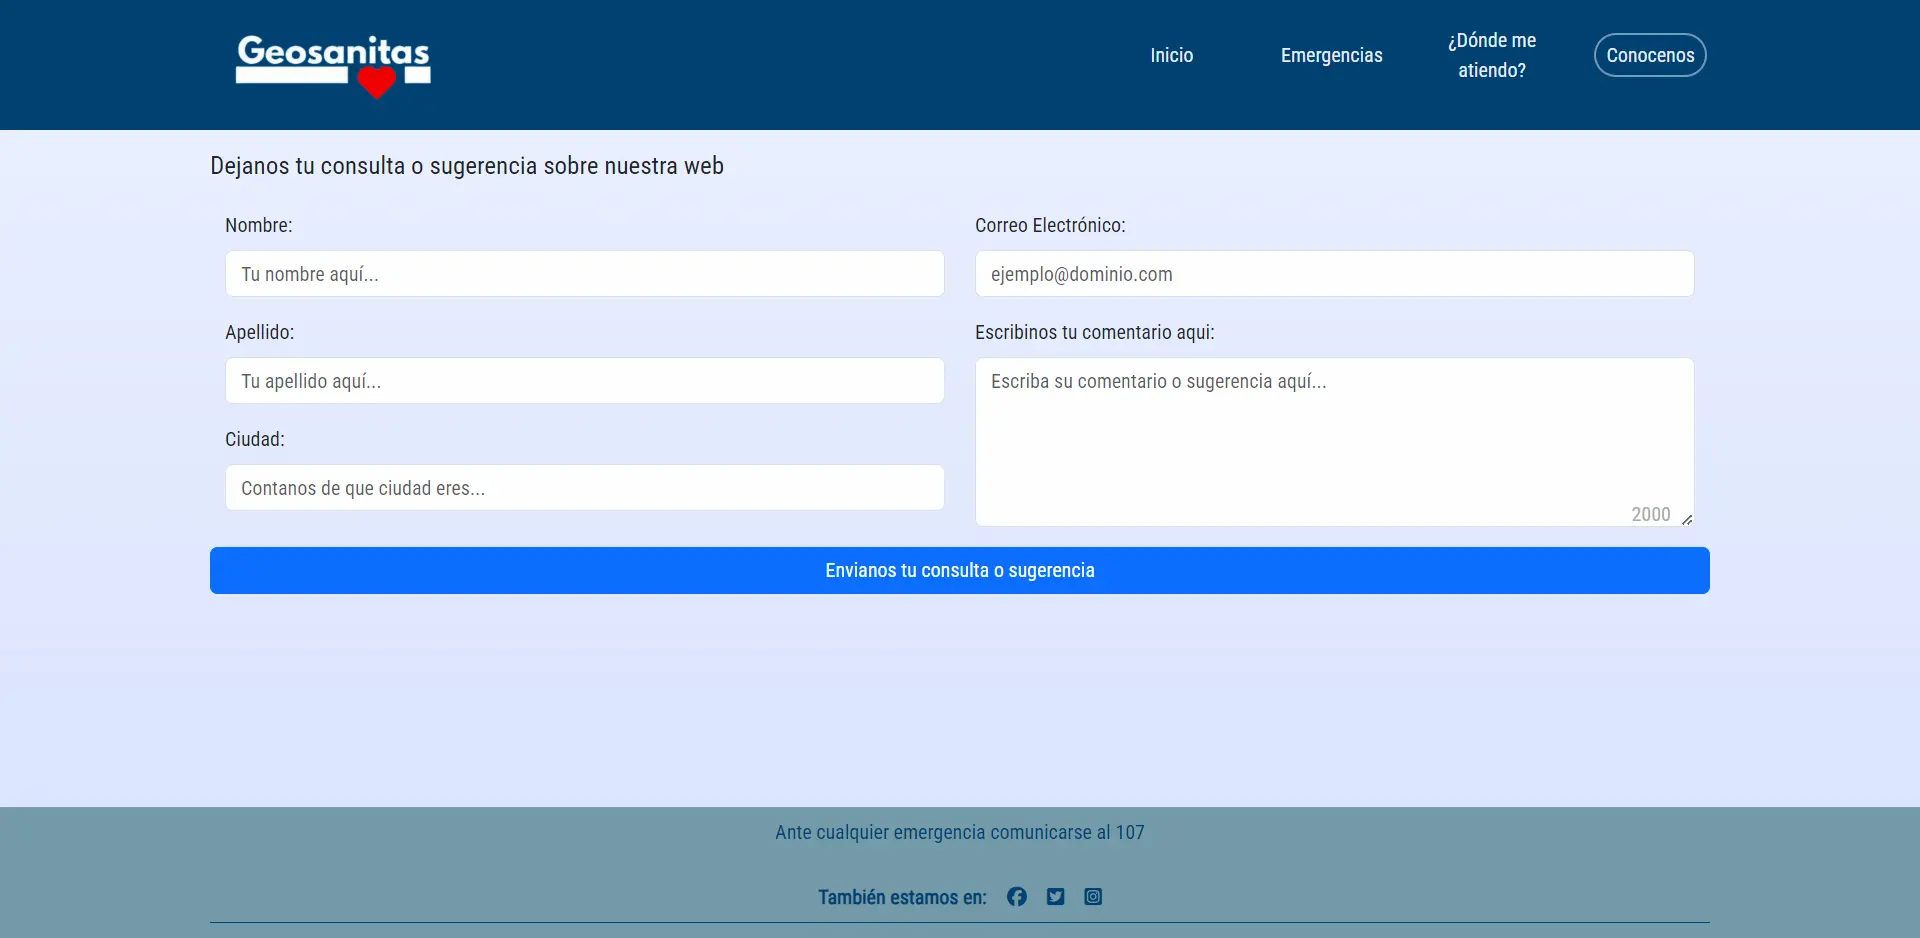 Geosanitas
Inicio
Emergencias
¿Dónde me
atiendo?
Conocenos
Dejanos tu consulta o sugerencia sobre nuestra web
Nombre:
Tu nombre aquí...
Apellido:
Tu apellido aquí...
Ciudad:
Contanos de que ciudad eres...
Correo Electrónico:
ejemplo@dominio.com
Escribinos tu comentario aqui:
Escriba su comentario o sugerencia aquí...
2000
Envianos tu consulta o sugerencia
Ante cualquier emergencia comunicarse al 107
También estamos en: